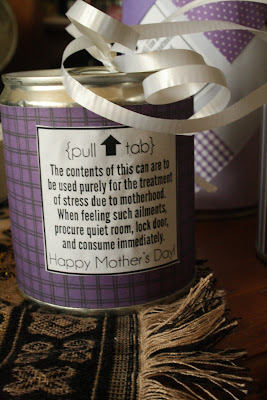 {pull tab}
The contents of this can are to
be used purely for the treatment
of stress due to motherhood.
When feeling such ailments,
procure quiet room, lock door,
and consume immediately.
Happy Mother's Day!